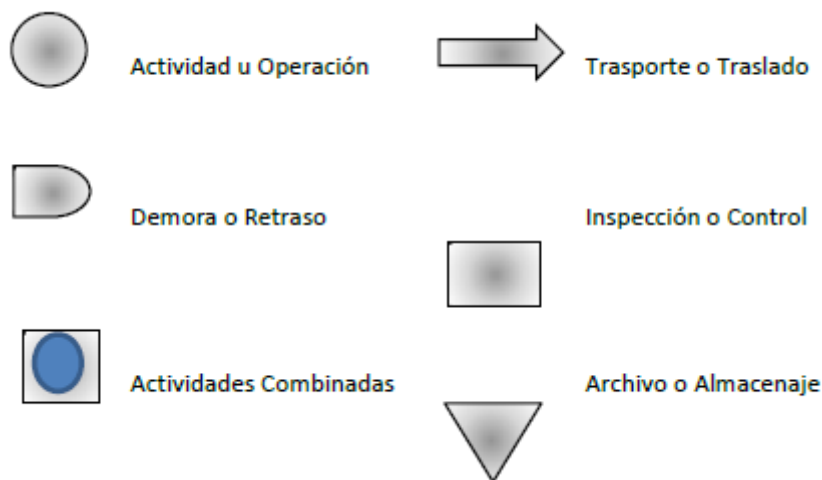 Actividad u Operación
Trasporte o Traslado
Demora o Retraso
Inspección o Control
Actividades Combinadas
Archivo o Almacenaje